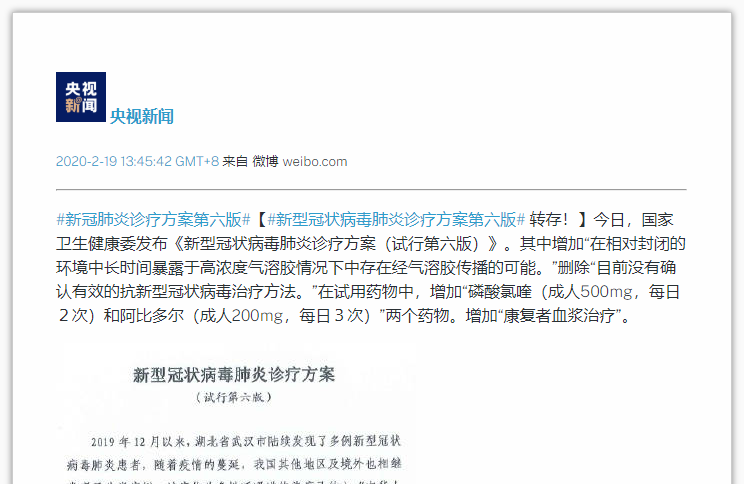 央视
新闻
央视新闻
2020-2-19 13:45:42 GMT+8 来自 微博 weibo.com
#新冠肺炎诊疗方案第六版#【#新型冠状病毒肺炎诊疗方案第六版# 转存！】今日，国家
卫生健康委发布《新型冠状病毒肺炎诊疗方案（试行第六版）》。其中增加“在相对封闭的
环境中长时间暴露于高浓度气溶胶情况下中存在经气溶胶传播的可能。”删除“目前没有确
认有效的抗新型冠状病毒治疗方法。”在试用药物中，增加“磷酸氯喹（成人500mg，每日
２次）和阿比多尔（成人200mg，每日３次）”两个药物。增加“康复者血浆治疗”。
新型冠状病毒肺炎诊疗方案
（试行第六版）
2019 年 12 月以来，湖北省武汉市陆续发现了多例新型冠状
病毒肺炎患者，随着疫情的蔓延，我国其他地区及境外也相继